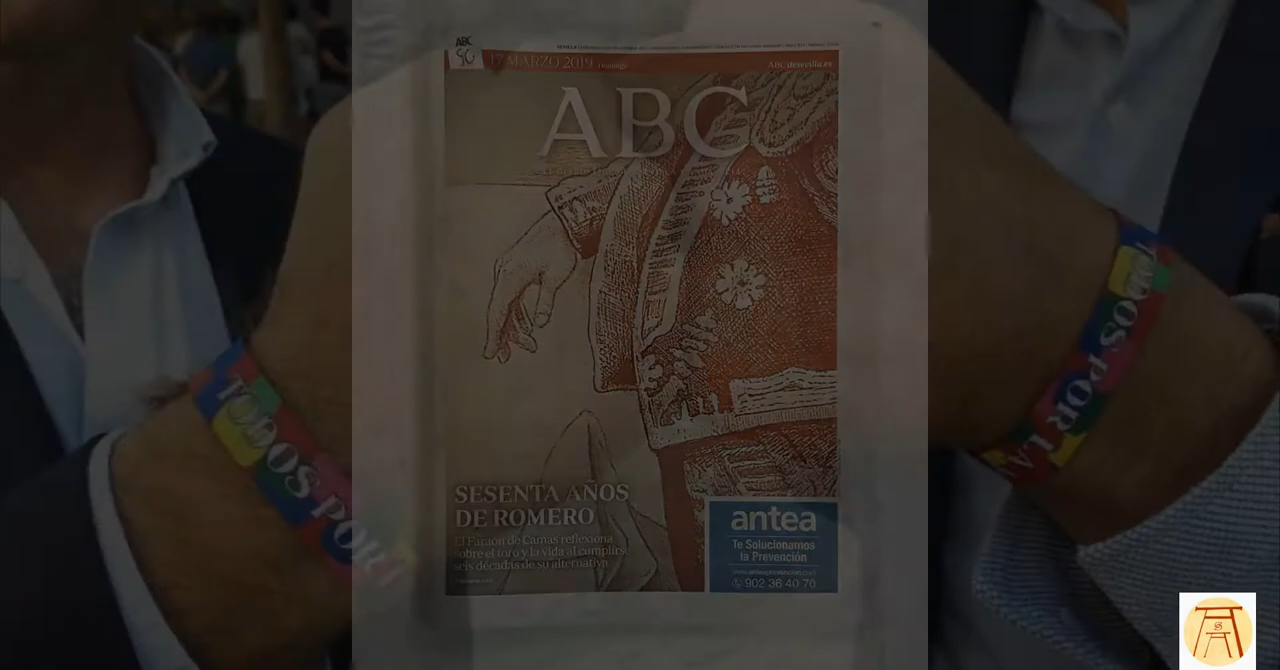 ABC
90
17 MARZO 2019 Domingo
ABCdesevilla.es
ABC
SESENTA AÑOS
DE ROMERO
El Faraón de Camas reflexiona
sobre el toro y la vida al cumplirse
seis décadas de su alternativa
antea
Te Solucionamos
la Prevención
902 36 40 70
TODOS POR
TODOS POR LA
S